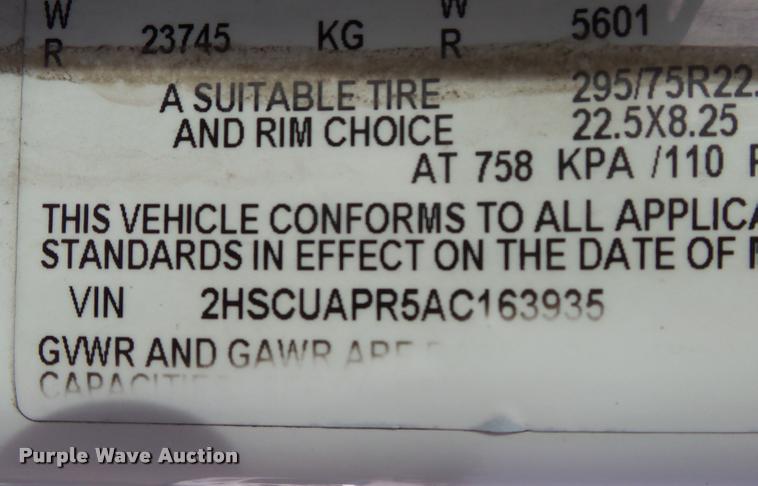 W W
R 23745 KG R 5601
A SUITABLE TIRE 295/75R22.
AND RIM CHOICE 22.5X8.25
AT 758 KPA /110
THIS VEHICLE CONFORMS TO ALL APPLICA
STANDARDS IN EFFECT ON THE DATE OF
VIN 2HSCUAPR5AC163935
GVWR AND GAWR ARE
CAPACITIE
Purple Wave Auction